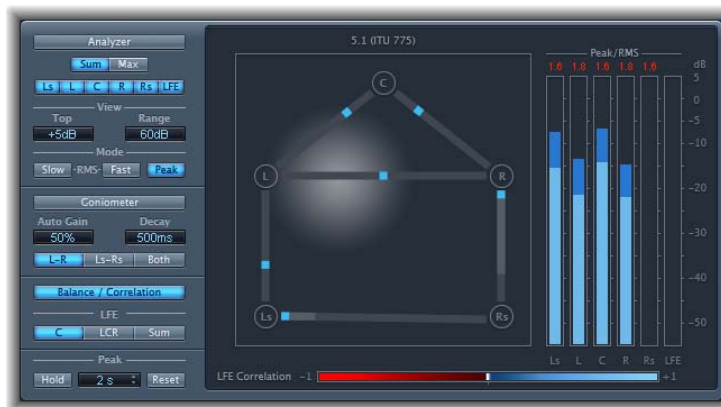 Analyzer
Sum Max
Ls L C R Rs LFE
View
Top Range
+5dB 60dB
Mode
Slow RMS Fast Peak
Goniometer
Auto Gain Decay
50% 500ms
L-R Ls-Rs Both
Balance / Correlation
LFE
C LCR Sum
Peak
Hold 2 s Reset
5.1 (ITU 775)
C
L R
Ls Rs
LFE Correlation -1 +1
Peak/RMS
1.6 1.8 1.6 1.8 1.6 dB
5
0
-5
-10
-20
-30
-40
-50
Ls L C R Rs LFE